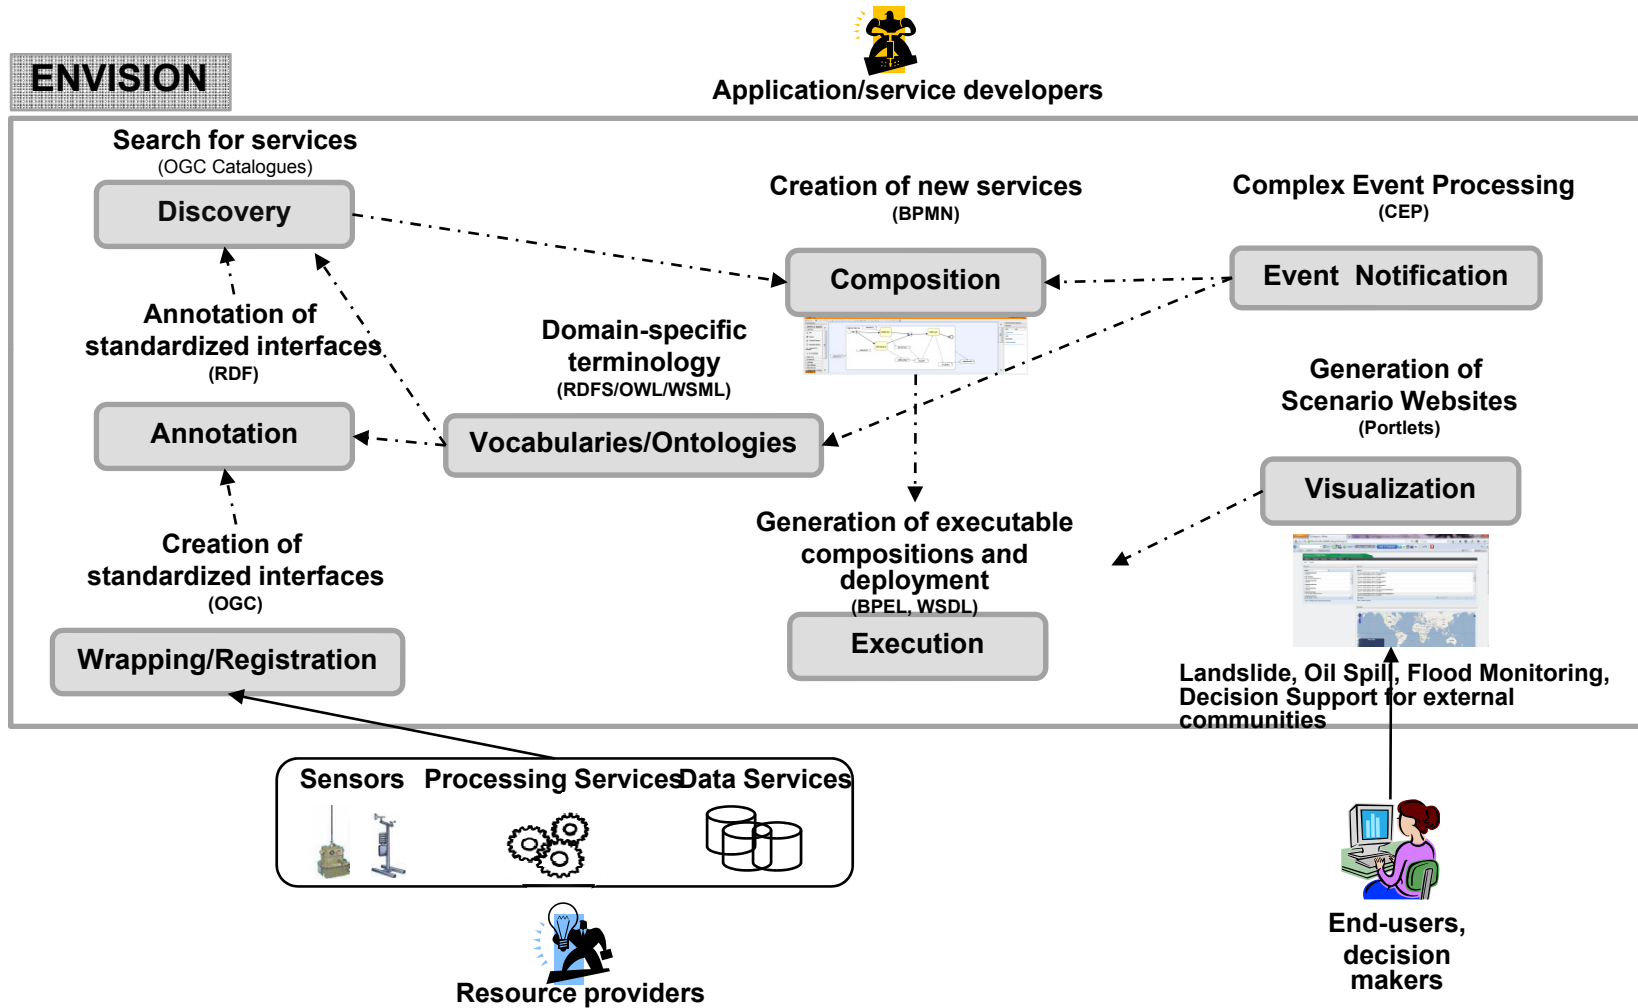 ENVISION
Application/service developers
Search for services
(OGC Catalogues)
Discovery
Creation of new services
(BPMN)
Composition
Complex Event Processing
(CEP)
Event Notification
Annotation of
standardized interfaces
(RDF)
Annotation
Domain-specific
terminology
(RDFS/OWL/WSML)
Vocabularies/Ontologies
Generation of
Scenario Websites
(Portlets)
Visualization
Creation of
standardized interfaces
(OGC)
Wrapping/Registration
Generation of executable
compositions and
deployment
(BPEL, WSDL)
Execution
Landslide, Oil Spill, Flood Monitoring,
Decision Support for external
communities
Sensors
Processing Services
Data Services
Resource providers
End-users,
decision
makers